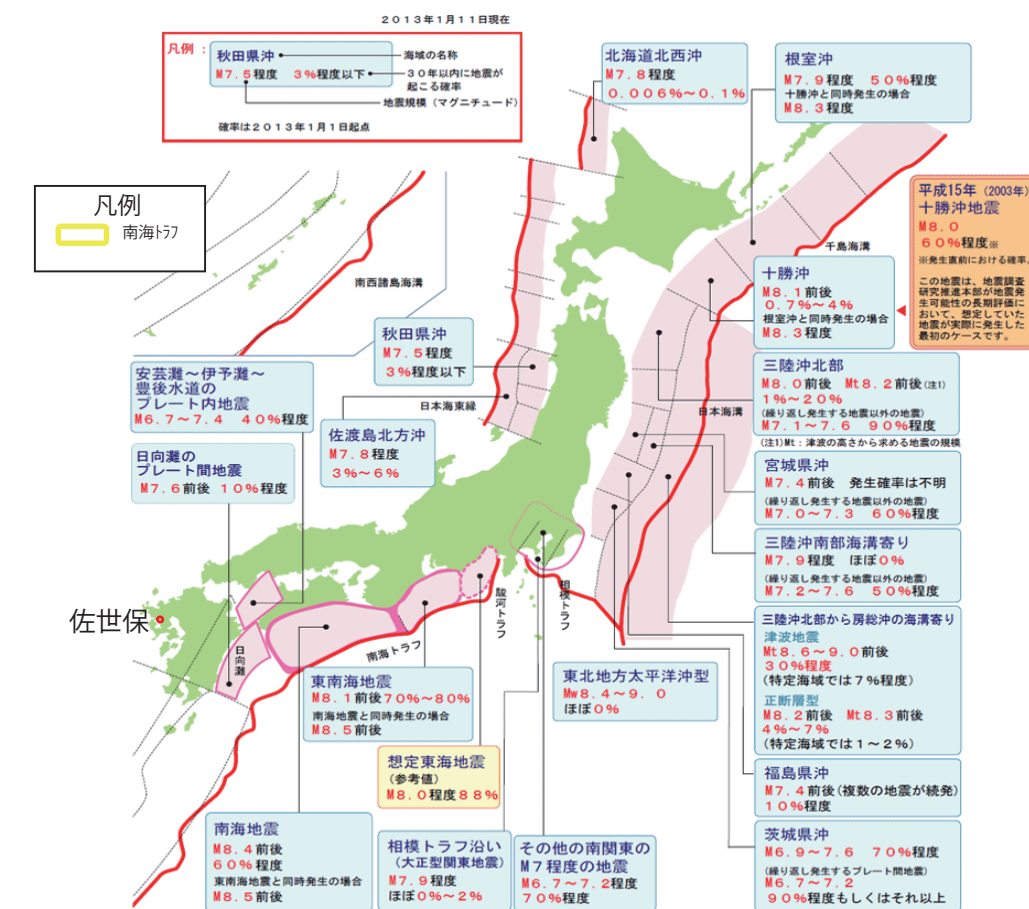 2013年1月11日現在
凡例：
秋田県沖
M7.5程度　3%程度以下
海域の名称
30年以内に地震が
起こる確率
地震規模（マグニチュード）
確率は2013年1月1日起点
北海道北西沖
M7.8程度
0.006%～0.1%
根室沖
M7.9程度　50%程度
十勝沖と同時発生の場合
M8.3程度
凡例
南海ﾄﾗﾌ
平成15年（2003年）
十勝沖地震
M8.0
60%程度※
※発生直前における確率。
この地震は、地震調査
研究推進本部が地震発
生可能性の長期評価に
おいて、想定していた
地震が実際に発生した
最初のケースです。
千島海溝
南西諸島海溝
十勝沖
M8.1前後
0.7%～4%
根室沖と同時発生の場合
M8.3程度
秋田県沖
M7.5程度
3%程度以下
安芸灘～伊予灘～
豊後水道の
プレート内地震
M6.7～7.4　40%程度
三陸沖北部
M8.0前後　Mt8.2前後(注1)
1%～20%
(繰り返し発生する地震以外の地震)
M7.1～7.6　90%程度
(注1)Mt：津波の高さから求める地震の規模
日本海東縁
日本海溝
佐渡島北方沖
M7.8程度
3%～6%
日向灘の
プレート間地震
M7.6前後　10%程度
宮城県沖
M7.4前後　発生確率は不明
(繰り返し発生する地震以外の地震)
M7.0～7.3　60%程度
三陸沖南部海溝寄り
M7.9程度　ほぼ0%
(繰り返し発生する地震以外の地震)
M7.2～7.6　50%程度
佐世保
日向灘
南海トラフ
駿河トラフ
相模トラフ
三陸沖北部から房総沖の海溝寄り
津波地震
Mt8.6～9.0前後
30%程度
(特定海域では7%程度)
正断層型
M8.2前後　Mt8.3前後
4%～7%
(特定海域では1～2%)
東南海地震
M8.1前後70%～80%
南海地震と同時発生の場合
M8.5前後
東北地方太平洋沖型
Mw8.4～9.0
ほぼ0%
想定東海地震
(参考値)
M8.0程度88%
福島県沖
M7.4前後(複数の地震が続発)
10%程度
南海地震
M8.4前後
60%程度
東南海地震と同時発生の場合
M8.5前後
相模トラフ沿い
(大正型関東地震)
M7.9程度
ほぼ0%～2%
その他の南関東の
M7程度の地震
M6.7～7.2程度
70%程度
茨城県沖
M6.9～7.6　70%程度
(繰り返し発生するプレート間地震)
M6.7～7.2
90%程度もしくはそれ以上